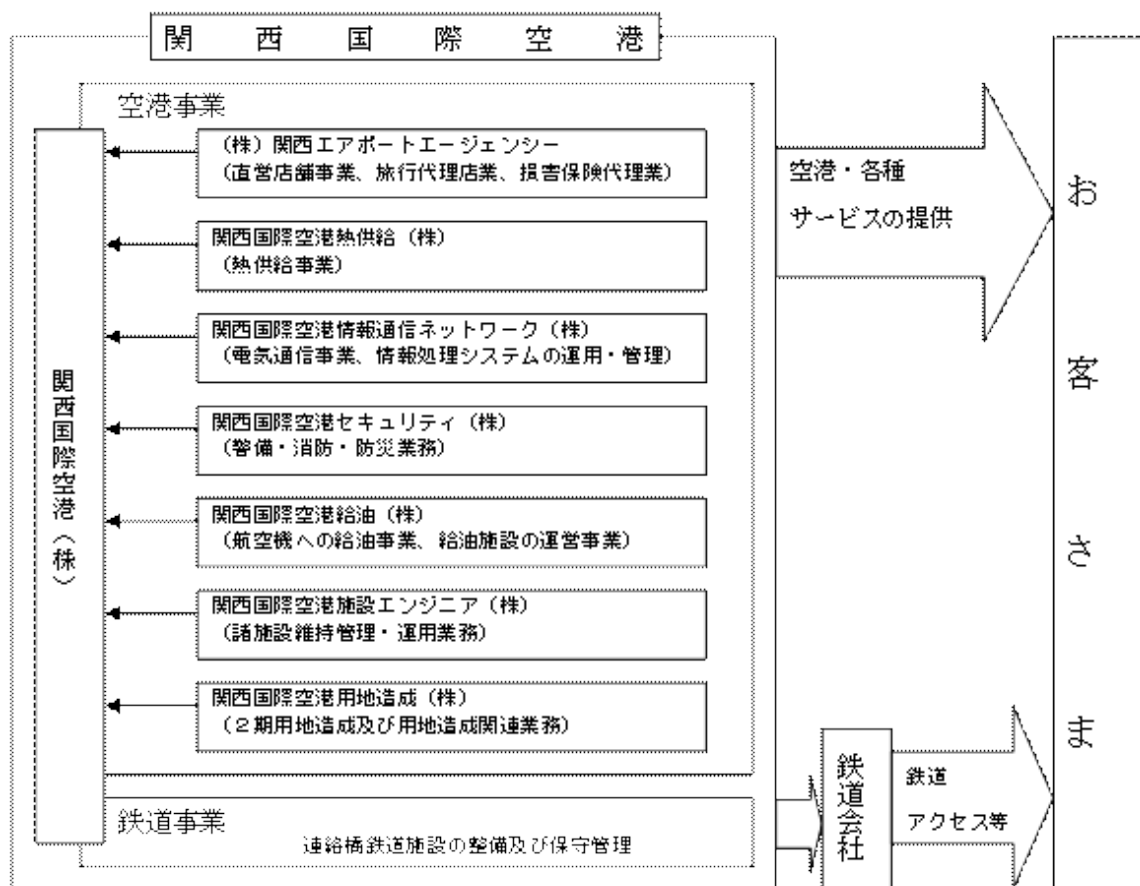 関西国際空港
空港事業
(株)関西エアポートエージェンシー
(直営店舗事業、旅行代理店業、損害保険代理業)
関西国際空港熱供給(株)
(熱供給事業)
関西国際空港情報通信ネットワーク(株)
(電気通信事業、情報処理システムの運用・管理)
関西国際空港セキュリティ(株)
(警備・消防・防災業務)
関西国際空港給油(株)
(航空機への給油事業、給油施設の運営事業)
関西国際空港施設エンジニア(株)
(諸施設維持管理・運用業務)
関西国際空港用地造成(株)
(2期用地造成及び用地造成関連業務)
関西国際空港(株)
鉄道事業
連絡橋鉄道施設の整備及び保守管理
空港・各種
サービスの提供
鉄道会社
鉄道
アクセス等
お客さま